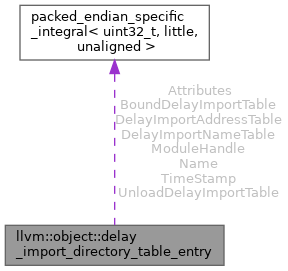 packed_endian_specific
_integral< uint32_t, little,
unaligned >
Attributes
BoundDelayImportTable
DelayImportAddressTable
DelayImportNameTable
ModuleHandle
Name
TimeStamp
UnloadDelayImportTable
llvm::object::delay
_import_directory_table_entry